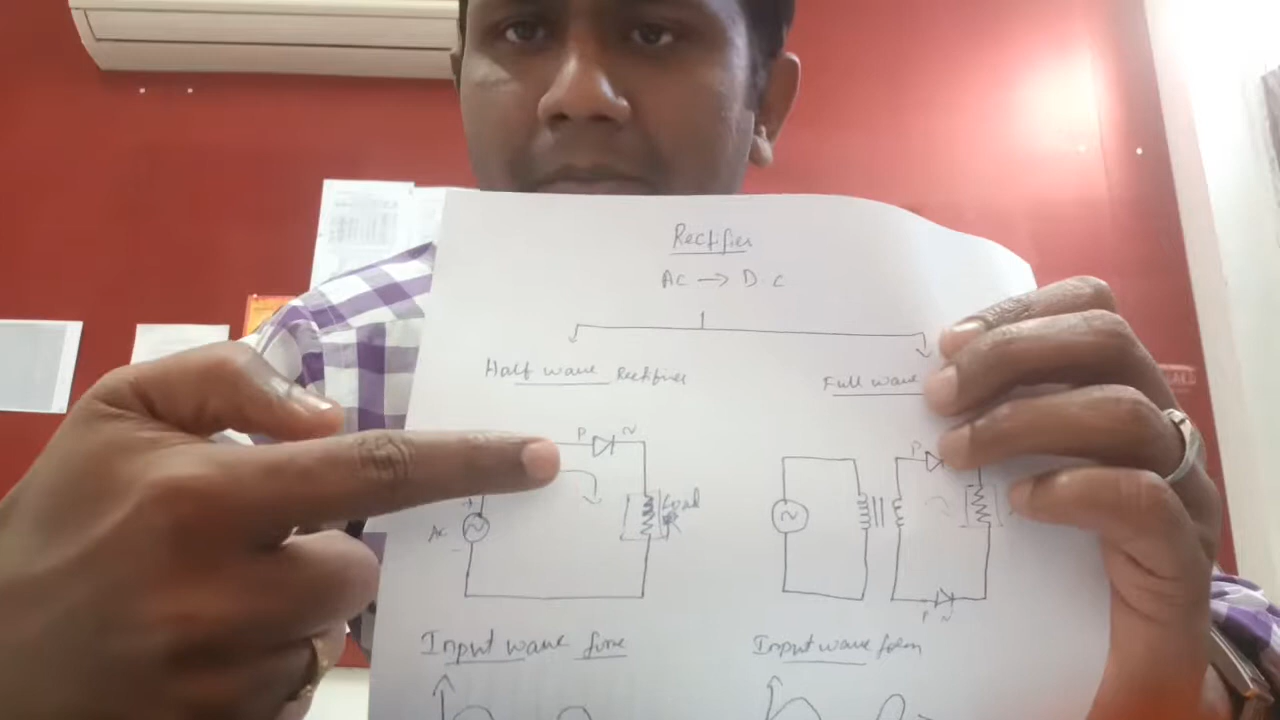 Rectifier
AC → D.C
Half wave Rectifier
Full wave
P N
AC
+
-
Load
R
P
P N
Input wave form
Input wave form